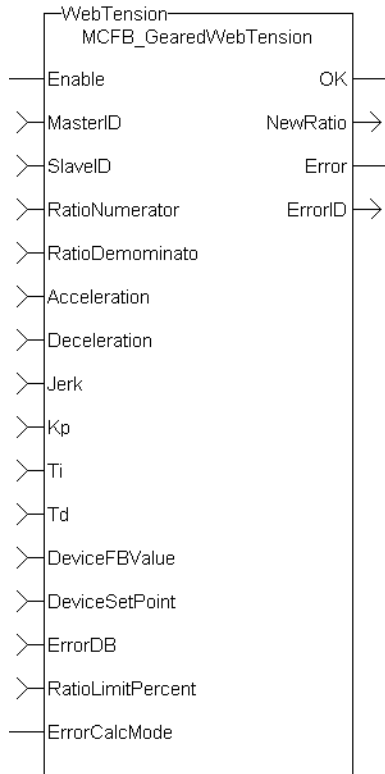 WebTension
MCFB_GearedWebTension
Enable OK
MasterID NewRatio
SlaveID Error
RatioNumerator ErrorID
RatioDemominato
Acceleration
Deceleration
Jerk
Kp
Ti
Td
DeviceFBValue
DeviceSetPoint
ErrorDB
RatioLimitPercent
ErrorCalcMode